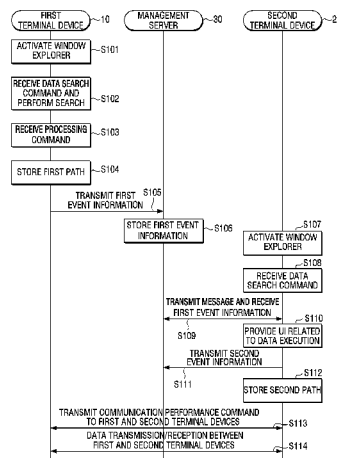 FIRST
TERMINAL DEVICE
10
MANAGEMENT
SERVER
30
SECOND
TERMINAL DEVICE
2
ACTIVATE WINDOW
EXPLORER
S101
RECEIVE DATA SEARCH
COMMAND AND
PERFORM SEARCH
S102
RECEIVE PROCESSING
COMMAND
S103
STORE FIRST PATH
S104
TRANSMIT FIRST
EVENT INFORMATION
S105
STORE FIRST EVENT
INFORMATION
S106
S107
ACTIVATE WINDOW
EXPLORER
S108
RECEIVE DATA
SEARCH COMMAND
TRANSMIT MESSAGE AND RECEIVE
FIRST EVENT INFORMATION
S109
S110
PROVIDE UI RELATED
TO DATA EXECUTION
TRANSMIT SECOND
EVENT INFORMATION
S111
S112
STORE SECOND PATH
TRANSMIT COMMUNICATION PERFORMANCE COMMAND
TO FIRST AND SECOND TERMINAL DEVICES
S113
DATA TRANSMISSION/RECEPTION BETWEEN
FIRST AND SECOND TERMINAL DEVICES
S114